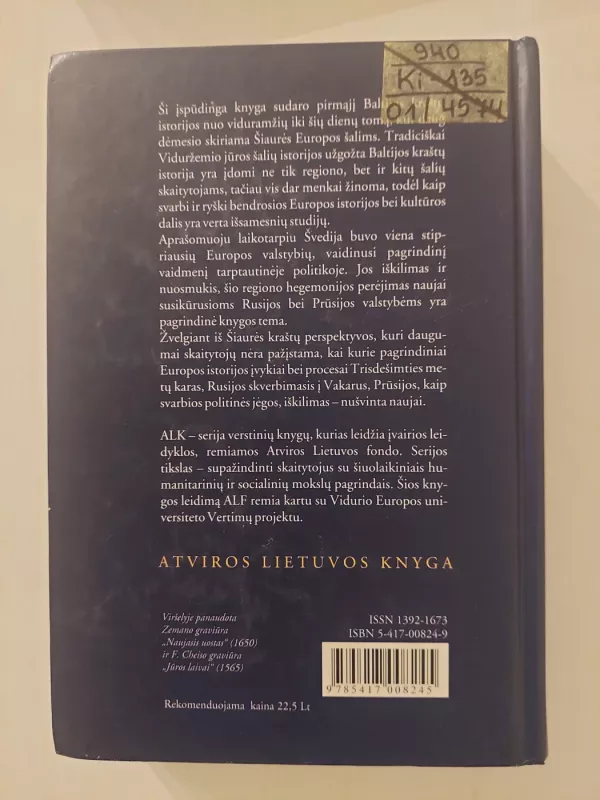 940
Ki-135
01/4574
Ši įspūdinga knyga sudaro pirmąjį
istorijos nuo viduramžių iki šių dienų tomą,
dėmesio skiriama Šiaurės Europos šalims. Tradiciškai
Viduržemio jūros šalių istorijos užgožta Baltijos kraštų
istorija yra įdomi ne tik regiono, bet ir kitų šalių
skaitytojams, tačiau vis dar menkai žinoma, todėl kaip
svarbi ir ryški bendrosios Europos istorijos bei kultūros
dalis yra verta išsamesnių studijų.
Aprašomuoju laikotarpiu Švedija buvo viena stip-
riausių Europos valstybių, vaidinusi pagrindinį
vaidmenį tarptautinėje politikoje. Jos iškilimas ir
nuosmukis, šio regiono hegemonijos perėjimas naujai
susikūrusioms Rusijos bei Prūsijos valstybėms yra
pagrindinė knygos tema.
Žvelgiant iš Šiaurės kraštų perspektyvos, kuri daugu-
mai skaitytojų nėra pažįstama, kai kurie pagrindiniai
Europos istorijos įvykiai bei procesai Trisdešimties me-
tų karas, Rusijos skverbimasis į Vakarus, Prūsijos, kaip
svarbios politinės jėgos, iškilimas – nušvinta naujai.
ALK – serija verstinių knygų, kurias leidžia įvairios lei-
dyklos, remiamos Atviros Lietuvos fondo. Serijos
tikslas – supažindinti skaitytojus su šiuolaikiniais hu-
manitarinių ir socialinių mokslų pagrindais. Šios kny-
gos leidimą ALF remia kartu su Vidurio Europos uni-
versiteto Vertimų projektu.
ATVIROS LIETUVOS KNYGA
Viršelyje panaudota
Zemano graviūra
„Naujasis uostas“ (1650)
ir F. Cheiso graviūra
„Jūros laivai“ (1565)
ISSN 1392-1673
ISBN 5-417-00824-9
9 785417 008245
Rekomenduojama kaina 22,5 Lt